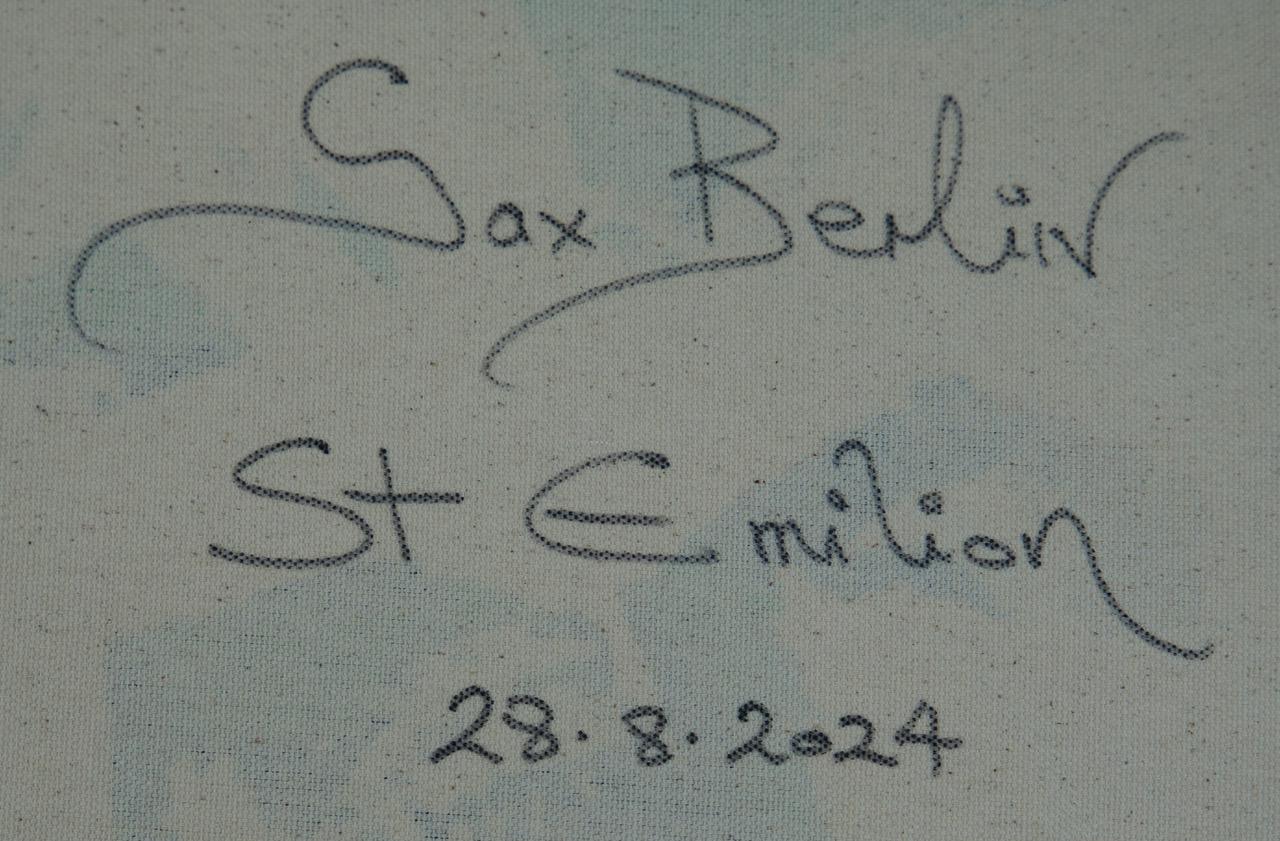 Sax Berlin
St Emilion
28.8.2024